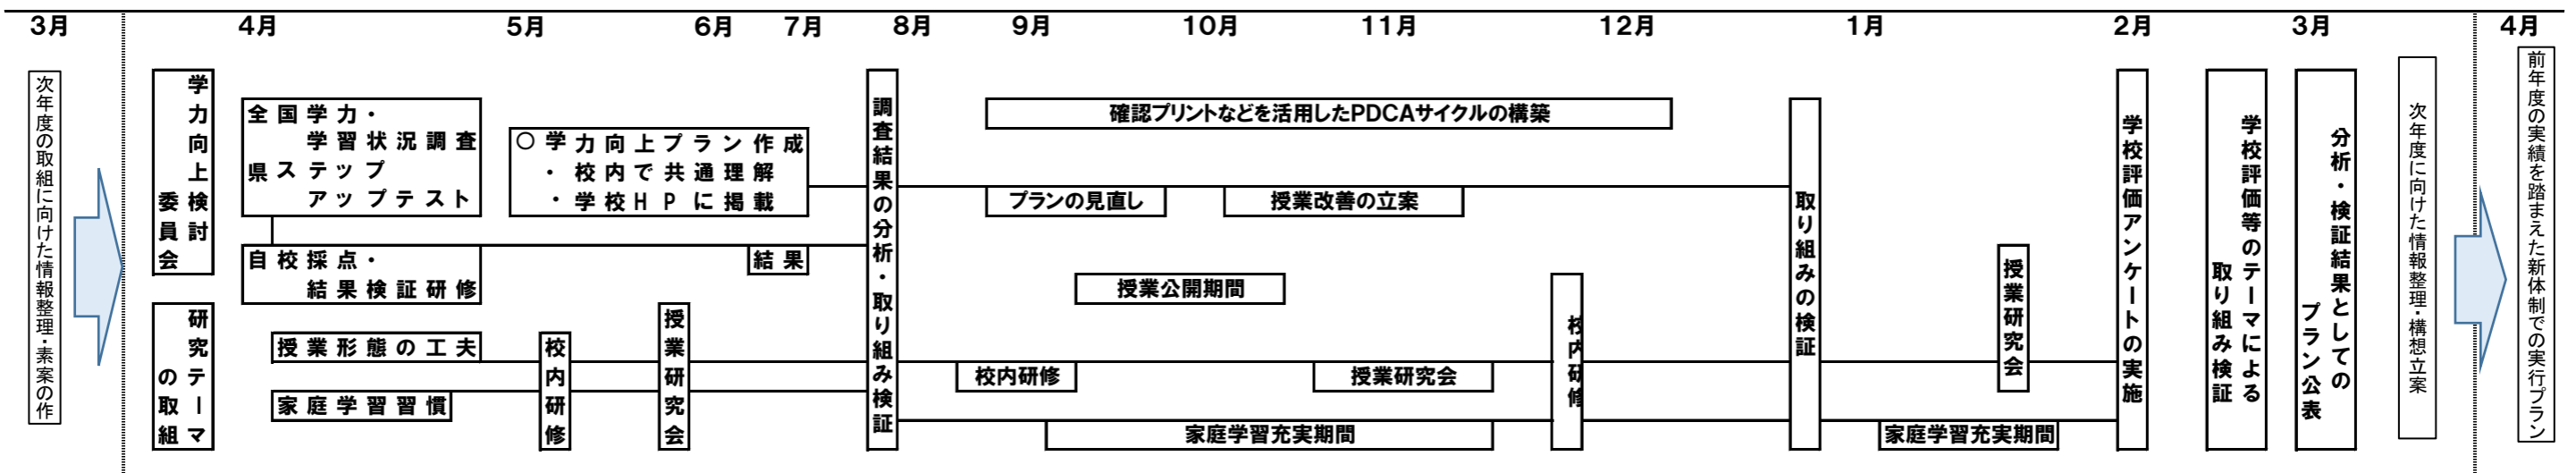 3月
4月
5月
6月
7月
8月
9月
10月
11月
12月
1月
2月
3月
4月
次年度の取組に向けた情報整理・素案の作
学力向上検討
委員会
研究テーマ
の取組
全国学力・
学習状況調査
県ステップ
アップテスト
自校採点・
結果検証研修
授業形態の工夫
家庭学習習慣
〇学力向上プラン作成
・校内で共通理解
・学校HPに掲載
結果
校内研修
授業研究会
調査結果の分析・取り組み検証
確認プリントなどを活用したPDCAサイクルの構築
プランの見直し
授業改善の立案
授業公開期間
校内研修
授業研究会
家庭学習充実期間
校内研修
取り組みの検証
授業研究会
家庭学習充実期間
学校評価アンケートの実施
学校評価等のテーマによる
取り組み検証
分析・検証結果としての
プラン公表
次年度に向けた情報整理・構想立案
前年度の実績を踏まえた新体制での実行プラン